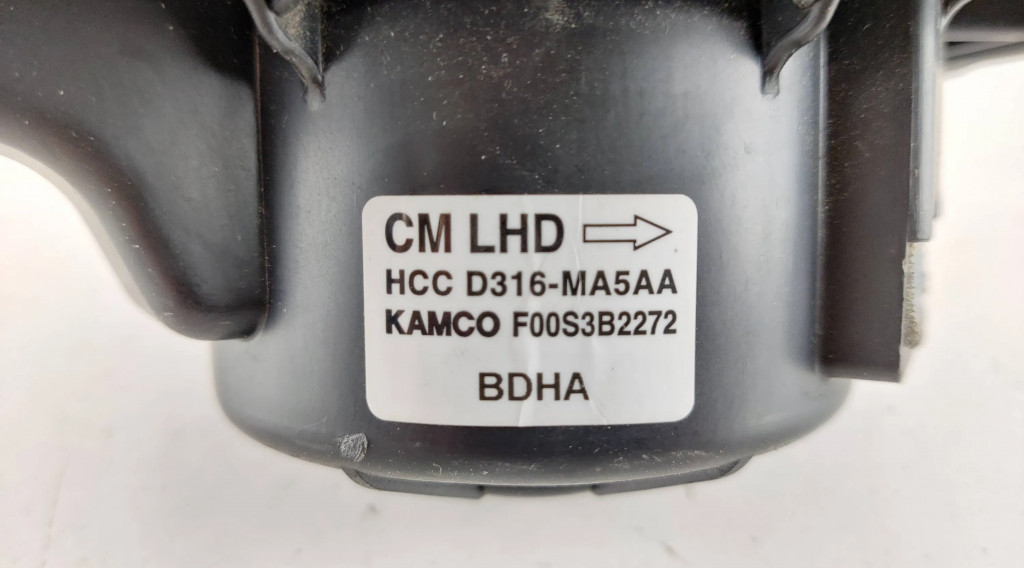 CM LHD
HCC D316-MA5AA
KAMCO F00S3B2272
BDHA